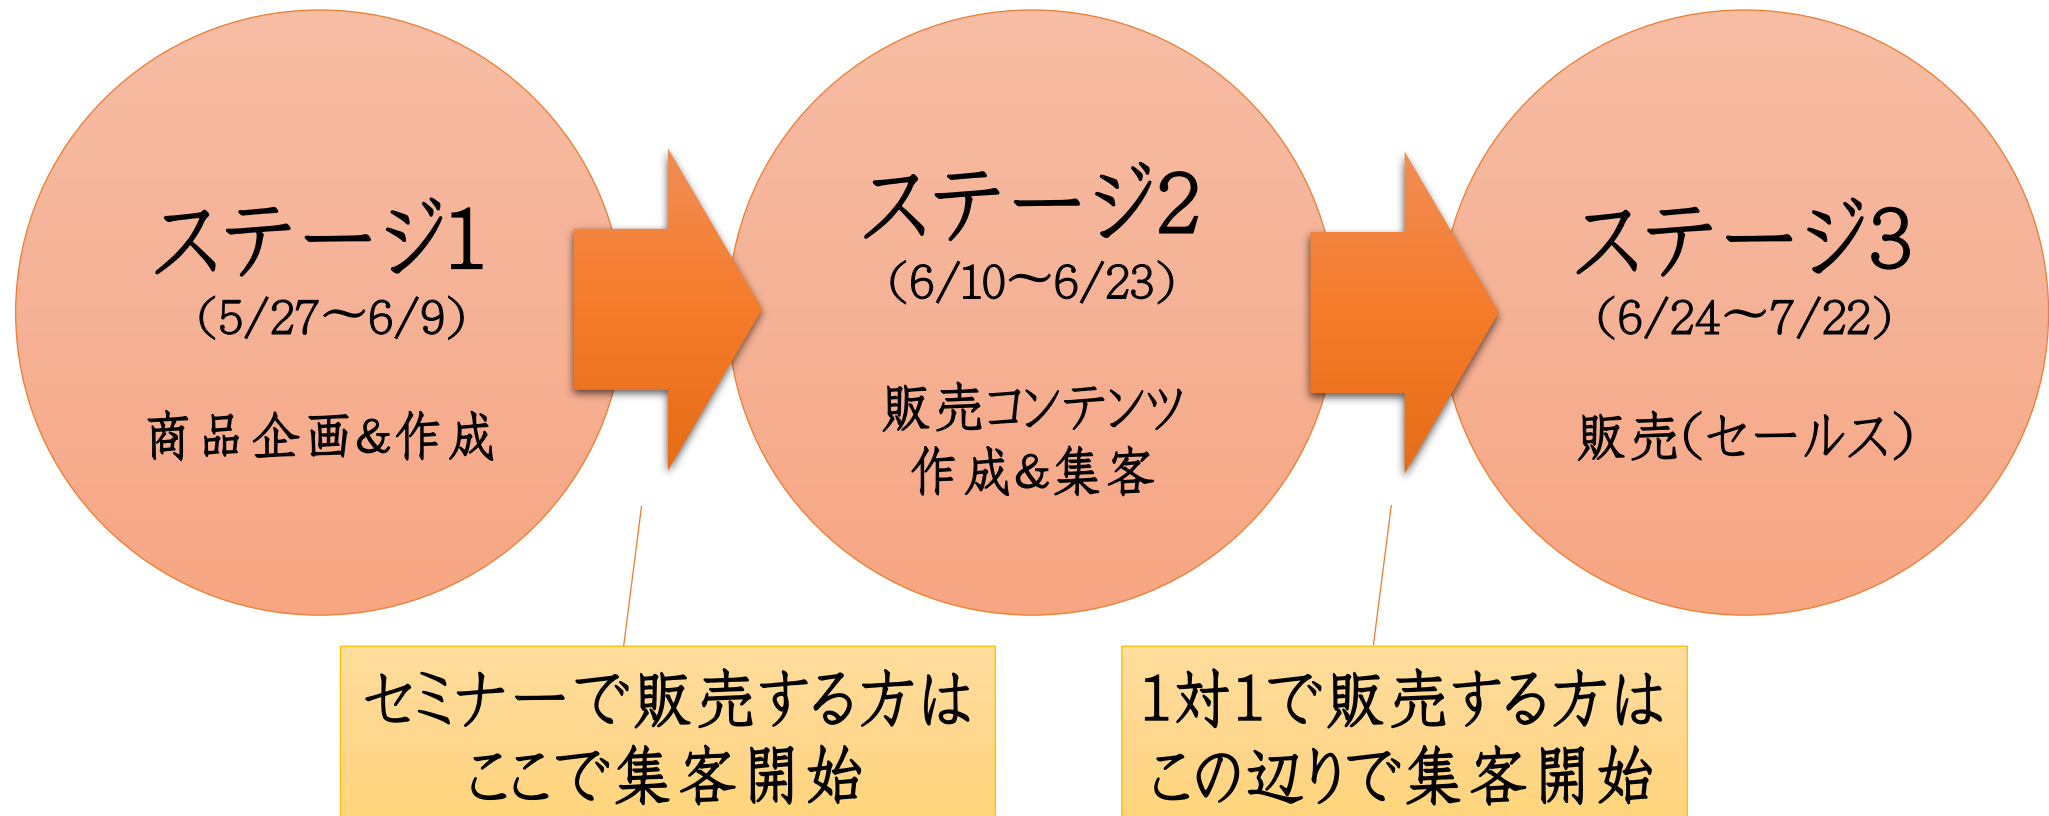 ステージ1
（5/27～6/9）
商品企画&作成
ステージ2
（6/10～6/23）
販売コンテンツ
作成&集客
ステージ3
（6/24～7/22）
販売（セールス）
セミナーで販売する方は
ここで集客開始
1対1で販売する方は
この辺りで集客開始